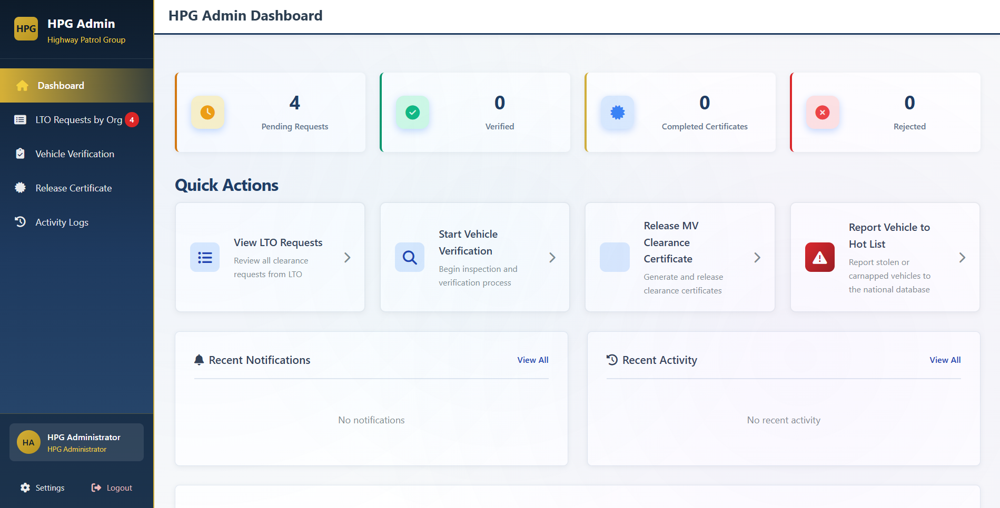 HPG
HPG Admin
Highway Patrol Group
Dashboard
LTO Requests by Org 4
Vehicle Verification
Release Certificate
Activity Logs
HA
HPG Administrator
HPG Administrator
Settings
Logout
HPG Admin Dashboard
4
Pending Requests
0
Verified
0
Completed Certificates
0
Rejected
Quick Actions
View LTO Requests
Review all clearance
requests from LTO
Start Vehicle
Verification
Begin inspection and
verification process
Release MV
Clearance
Certificate
Generate and release
clearance certificates
Report Vehicle to
Hot List
Report stolen or
carnapped vehicles to
the national database
Recent Notifications
View All
No notifications
Recent Activity
View All
No recent activity